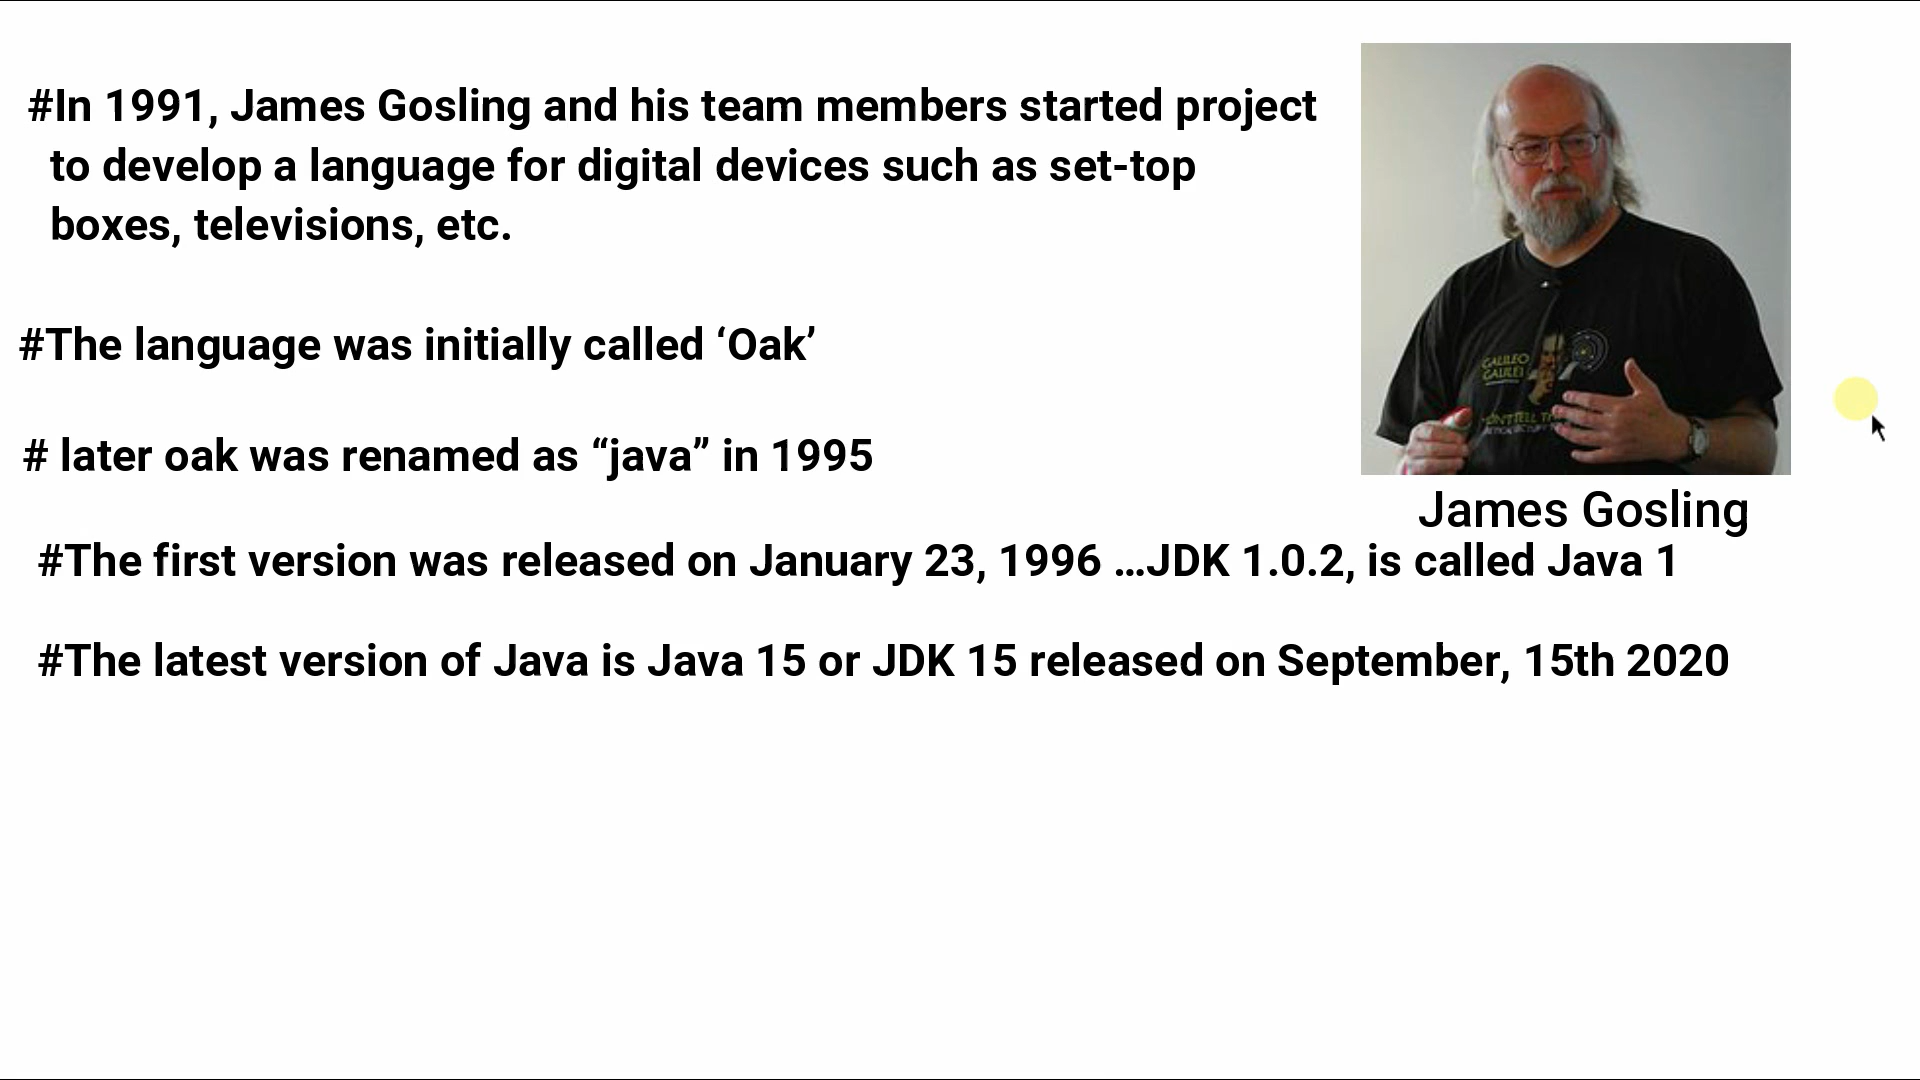 #In 1991, James Gosling and his team members started project
to develop a language for digital devices such as set-top
boxes, televisions, etc.
#The language was initially called ‘Oak’
# later oak was renamed as “java” in 1995
GALILEO
GALILEI
James Gosling
#The first version was released on January 23, 1996 ...JDK 1.0.2, is called Java 1
#The latest version of Java is Java 15 or JDK 15 released on September, 15th 2020